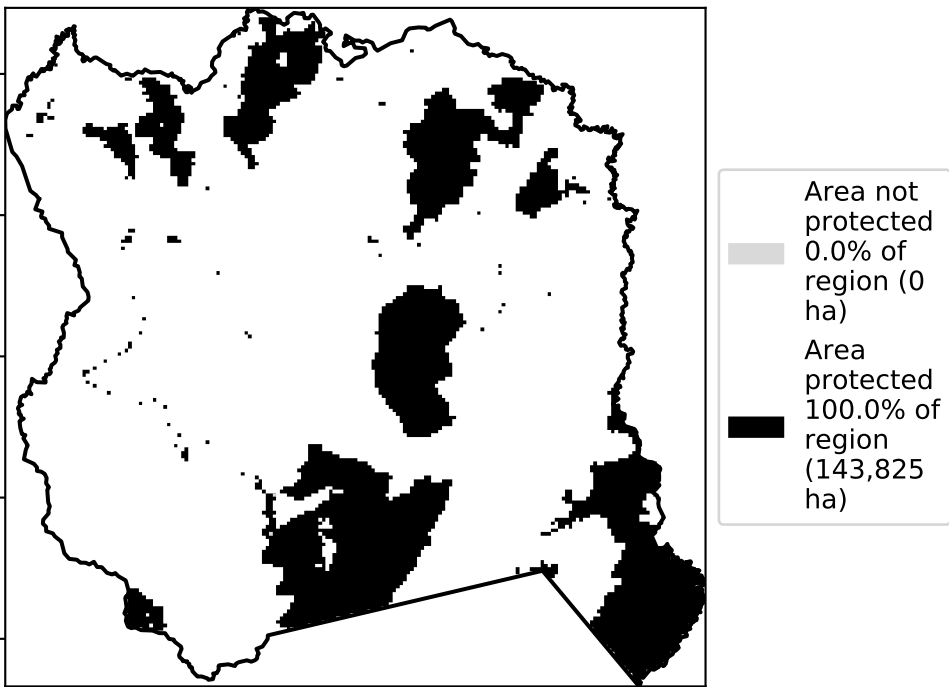 Area not
protected
0.0% of
region (0
ha)
Area
protected
100.0% of
region
(143,825
ha)